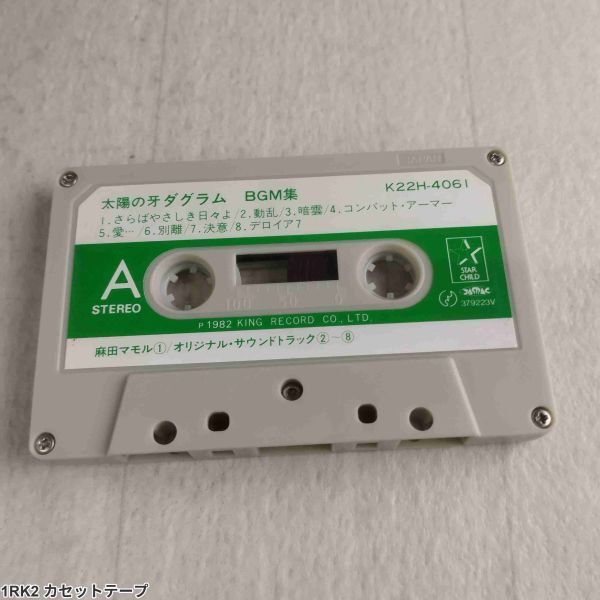 JAPAN
太陽の牙ダグラム BGM集 K22H-4061
1.さらばやさしき日々よ/2.動乱/3.暗雲/4.コンバット・アーマー
5.愛…/6.別離/7.決意/8.デロイア7
A
STEREO
100 50 0
STAR
CHILD
JASRAC
379223V
P 1982 KING RECORD CO., LTD.
麻田マモル①/オリジナル・サウンドトラック②〜⑧
1RK2 カセットテープ